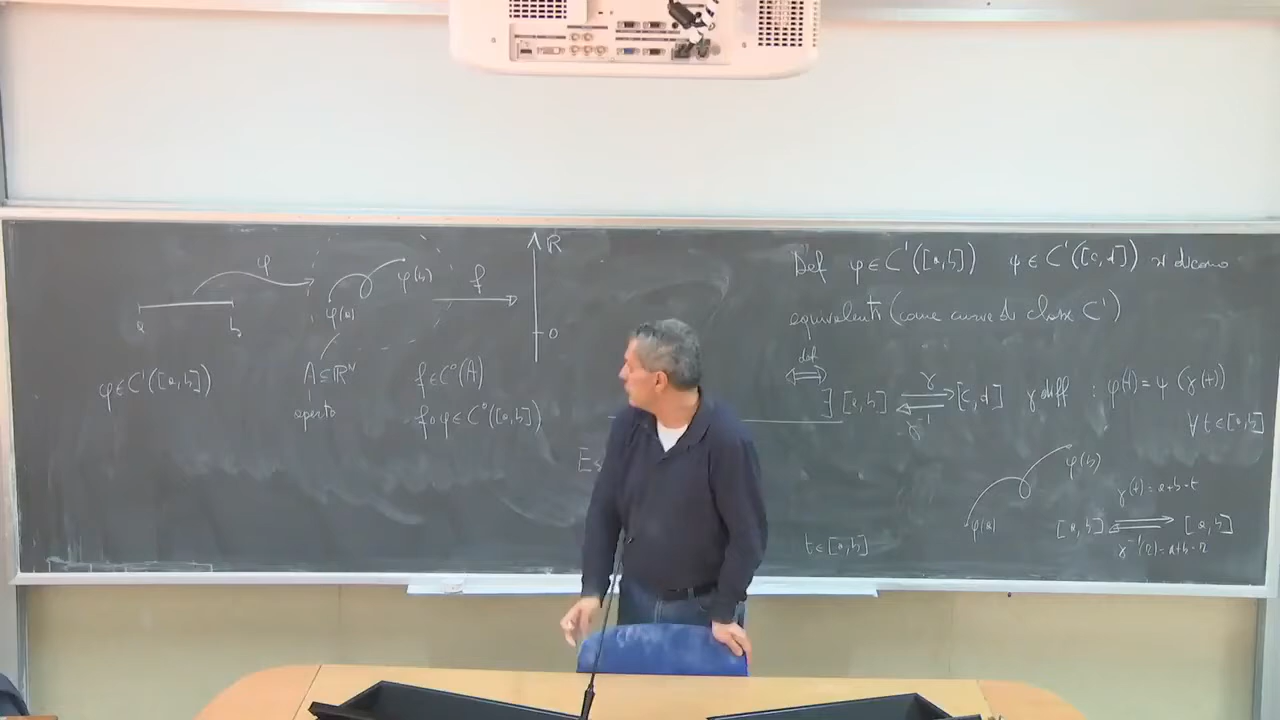 φ
φ(b)
f
ℝ
φ(a)
a
b
0
φ∈C¹([a,b])
A⊆ℝᴺ
aperto
f∈C⁰(A)
f∘φ∈C⁰([a,b])
Def φ∈C¹([a,b]) ψ∈C¹([c,d]) si dicono
equivalenti (come curve di classe C¹)
def
⟺
∃ [a,b] γ ⇄ γ⁻¹ [c,d] γ diff : φ(t) = ψ(γ(t))
∀t∈[a,b]
φ(b)
φ(a)
γ(t) = a+b-t
[a,b] ⇄ [a,b]
γ⁻¹(r) = a+b-r
t∈[a,b]